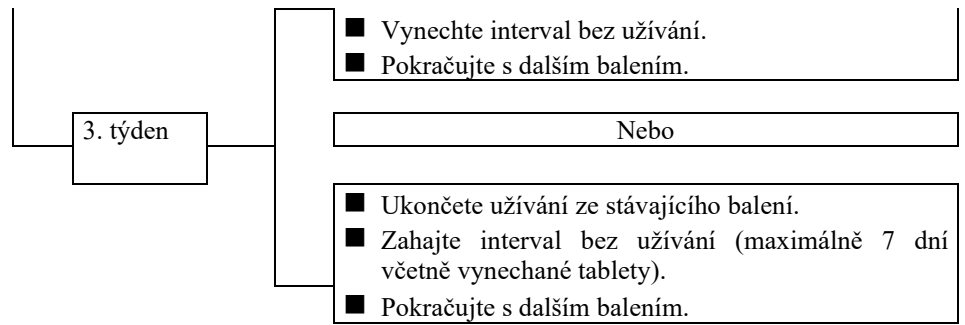 ■ Vynechte interval bez užívání.
■ Pokračujte s dalším balením.
3. týden
Nebo
■ Ukončete užívání ze stávajícího balení.
■ Zahajte interval bez užívání (maximálně 7 dní
včetně vynechané tablety).
■ Pokračujte s dalším balením.